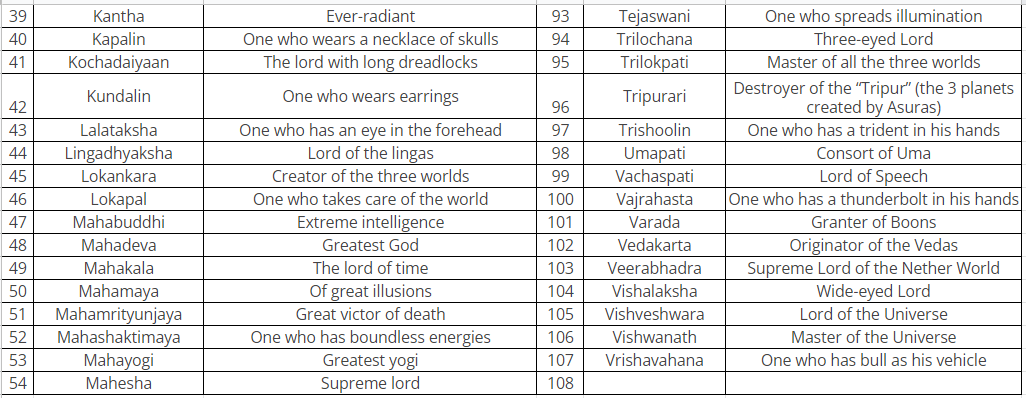 39 Kantha Ever-radiant 93 Tejaswani One who spreads illumination
40 Kapalin One who wears a necklace of skulls 94 Trilochana Three-eyed Lord
41 Kochadaiyaan The lord with long dreadlocks 95 Trilokpati Master of all the three worlds
42 Kundalin One who wears earrings 96 Tripurari Destroyer of the “Tripur” (the 3 planets
created by Asuras)
43 Lalataksha One who has an eye in the forehead 97 Trishoolin One who has a trident in his hands
44 Lingadhyaksha Lord of the lingas 98 Umapati Consort of Uma
45 Lokankara Creator of the three worlds 99 Vachaspati Lord of Speech
46 Lokapal One who takes care of the world 100 Vajrahasta One who has a thunderbolt in his hands
47 Mahabuddhi Extreme intelligence 101 Varada Granter of Boons
48 Mahadeva Greatest God 102 Vedakarta Originator of the Vedas
49 Mahakala The lord of time 103 Veerabhadra Supreme Lord of the Nether World
50 Mahamaya Of great illusions 104 Vishalaksha Wide-eyed Lord
51 Mahamrityunjaya Great victor of death 105 Vishveshwara Lord of the Universe
52 Mahashaktimaya One who has boundless energies 106 Vishwanath Master of the Universe
53 Mahayogi Greatest yogi 107 Vrishavahana One who has bull as his vehicle
54 Mahesha Supreme lord 108